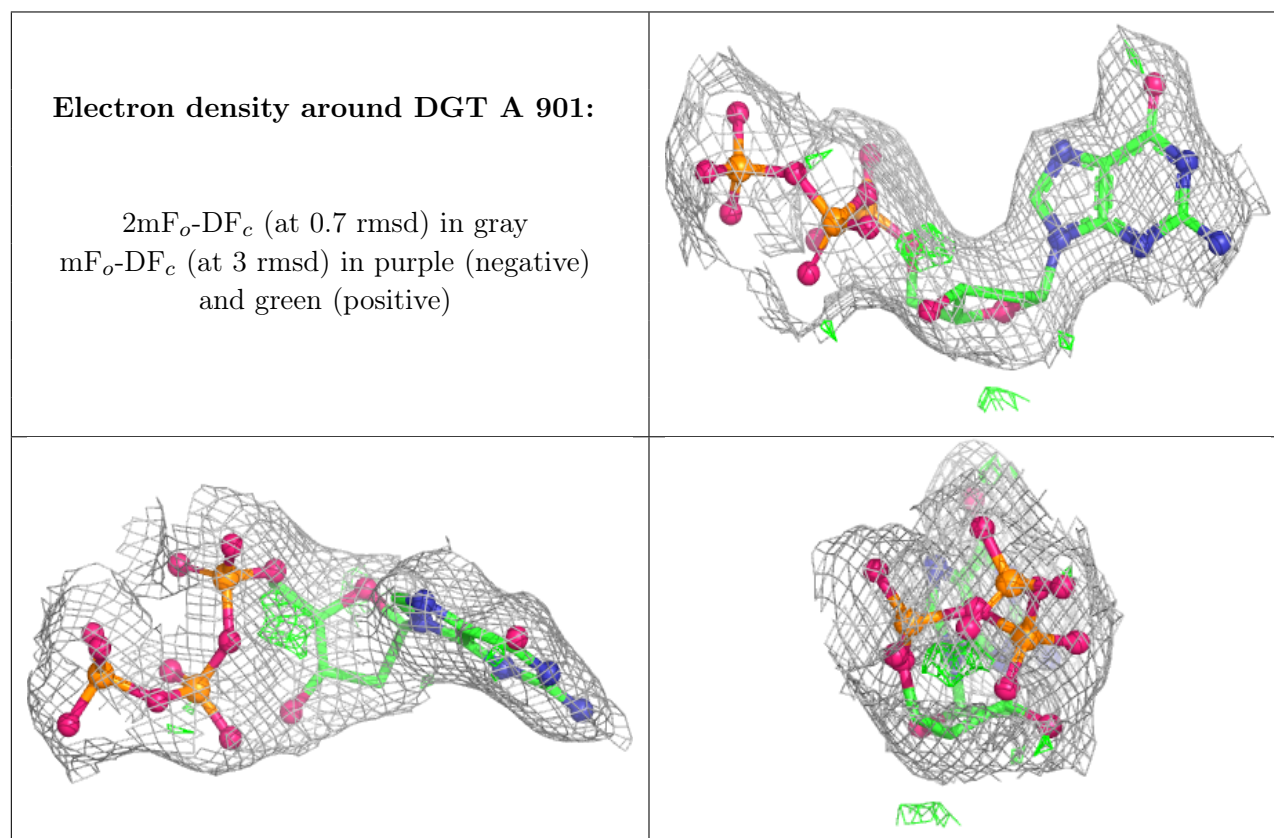 Electron density around DGT A 901:
2mFo-DFc (at 0.7 rmsd) in gray
mFo-DFc (at 3 rmsd) in purple (negative)
and green (positive)